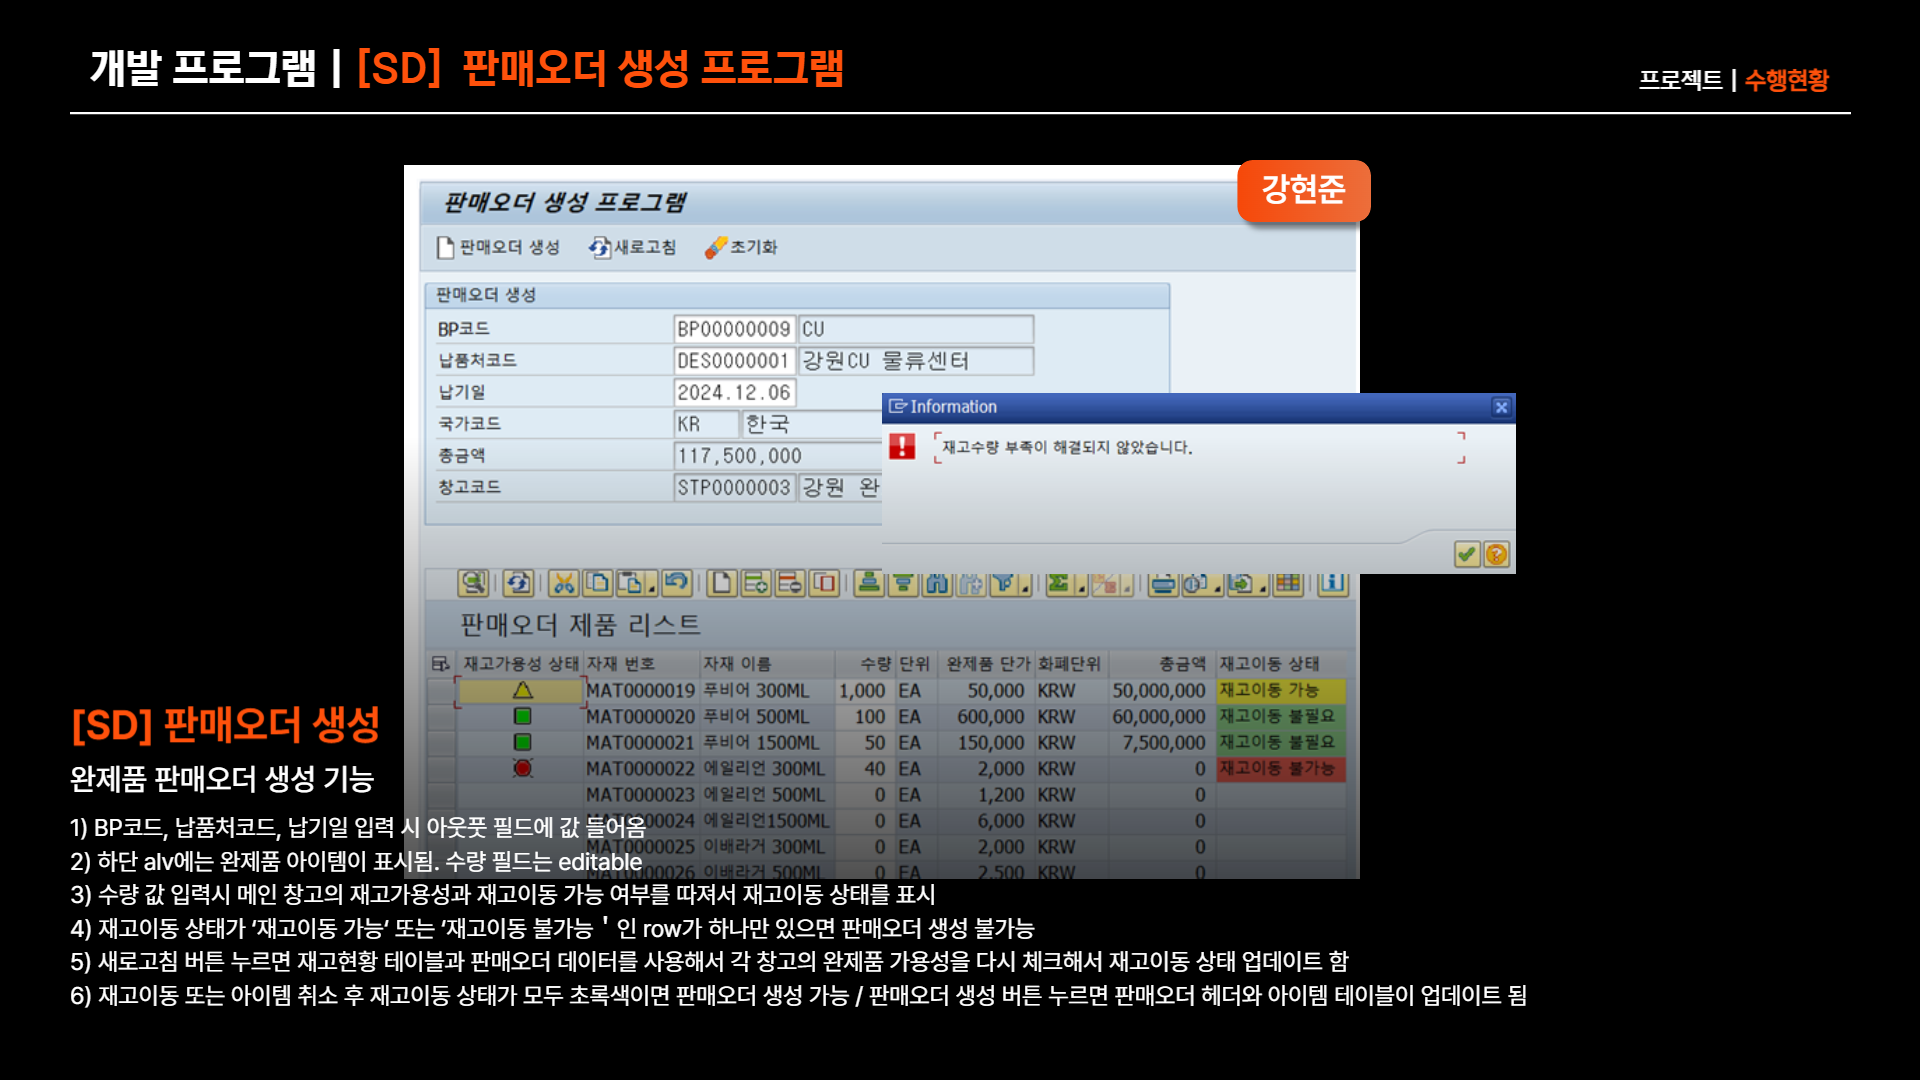 개발 프로그램 | [SD] 판매오더 생성 프로그램
프로젝트 | 수행현황
강현준
판매오더 생성 프로그램
판매오더 생성 새로고침 초기화
판매오더 생성
BP코드 BP00000009 CU
납품처코드 DES0000001 강원CU 물류센터
납기일 2024.12.06
국가코드 KR 한국
총금액 117,500,000
창고코드 STP0000003 강원 완
Information
재고수량 부족이 해결되지 않았습니다.
판매오더 제품 리스트
재고가용성 상태 자재 번호 자재 이름 수량 단위 완제품 단가 화폐단위 총금액 재고이동 상태
MAT0000019 푸비어 300ML 1,000 EA 50,000 KRW 50,000,000 재고이동 가능
MAT0000020 푸비어 500ML 100 EA 600,000 KRW 60,000,000 재고이동 불필요
MAT0000021 푸비어 1500ML 50 EA 150,000 KRW 7,500,000 재고이동 불필요
MAT0000022 에일리언 300ML 40 EA 2,000 KRW 0 재고이동 불가능
MAT0000023 에일리언 500ML 0 EA 1,200 KRW 0
MAT0000024 에일리언1500ML 0 EA 6,000 KRW 0
MAT0000025 이배라거 300ML 0 EA 2,000 KRW 0
MAT0000026 이배라거 500ML 0 EA 2,500 KRW 0
[SD] 판매오더 생성
완제품 판매오더 생성 기능
1) BP코드, 납품처코드, 납기일 입력 시 아웃풋 필드에 값 들어옴
2) 하단 alv에는 완제품 아이템이 표시됨. 수량 필드는 editable
3) 수량 값 입력시 메인 창고의 재고가용성과 재고이동 가능 여부를 따져서 재고이동 상태를 표시
4) 재고이동 상태가 ‘재고이동 가능’ 또는 ‘재고이동 불가능 ' 인 row가 하나만 있으면 판매오더 생성 불가능
5) 새로고침 버튼 누르면 재고현황 테이블과 판매오더 데이터를 사용해서 각 창고의 완제품 가용성을 다시 체크해서 재고이동 상태 업데이트 함
6) 재고이동 또는 아이템 취소 후 재고이동 상태가 모두 초록색이면 판매오더 생성 가능 / 판매오더 생성 버튼 누르면 판매오더 헤더와 아이템 테이블이 업데이트 됨